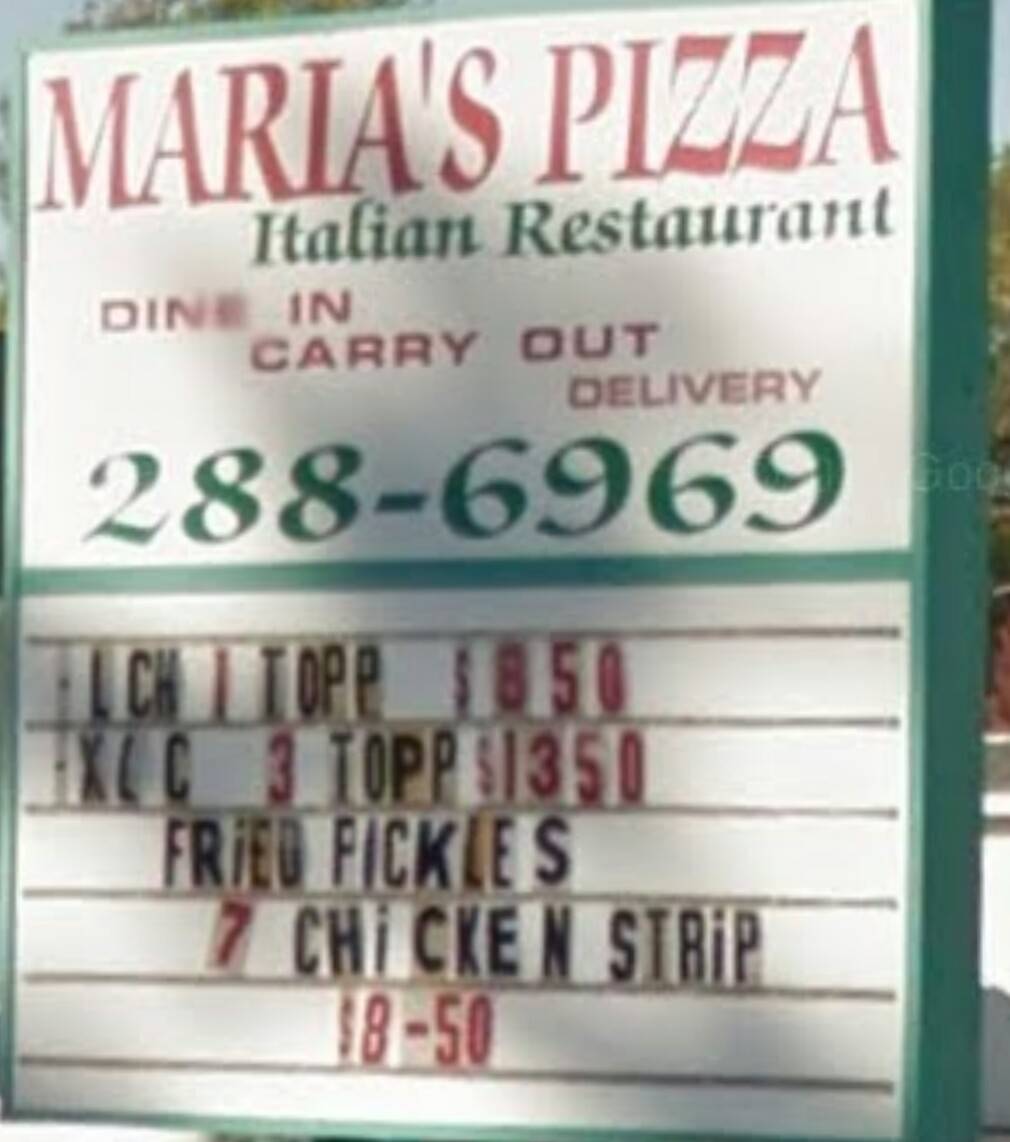 MARIA'S PIZZA
Italian Restaurant
DINE IN
CARRY OUT
DELIVERY
288-6969
LCH 1 TOPP $850
XLC 3 TOPP $1350
FRiED PICKLES
7 CHiCKEN STRiP
$8-50